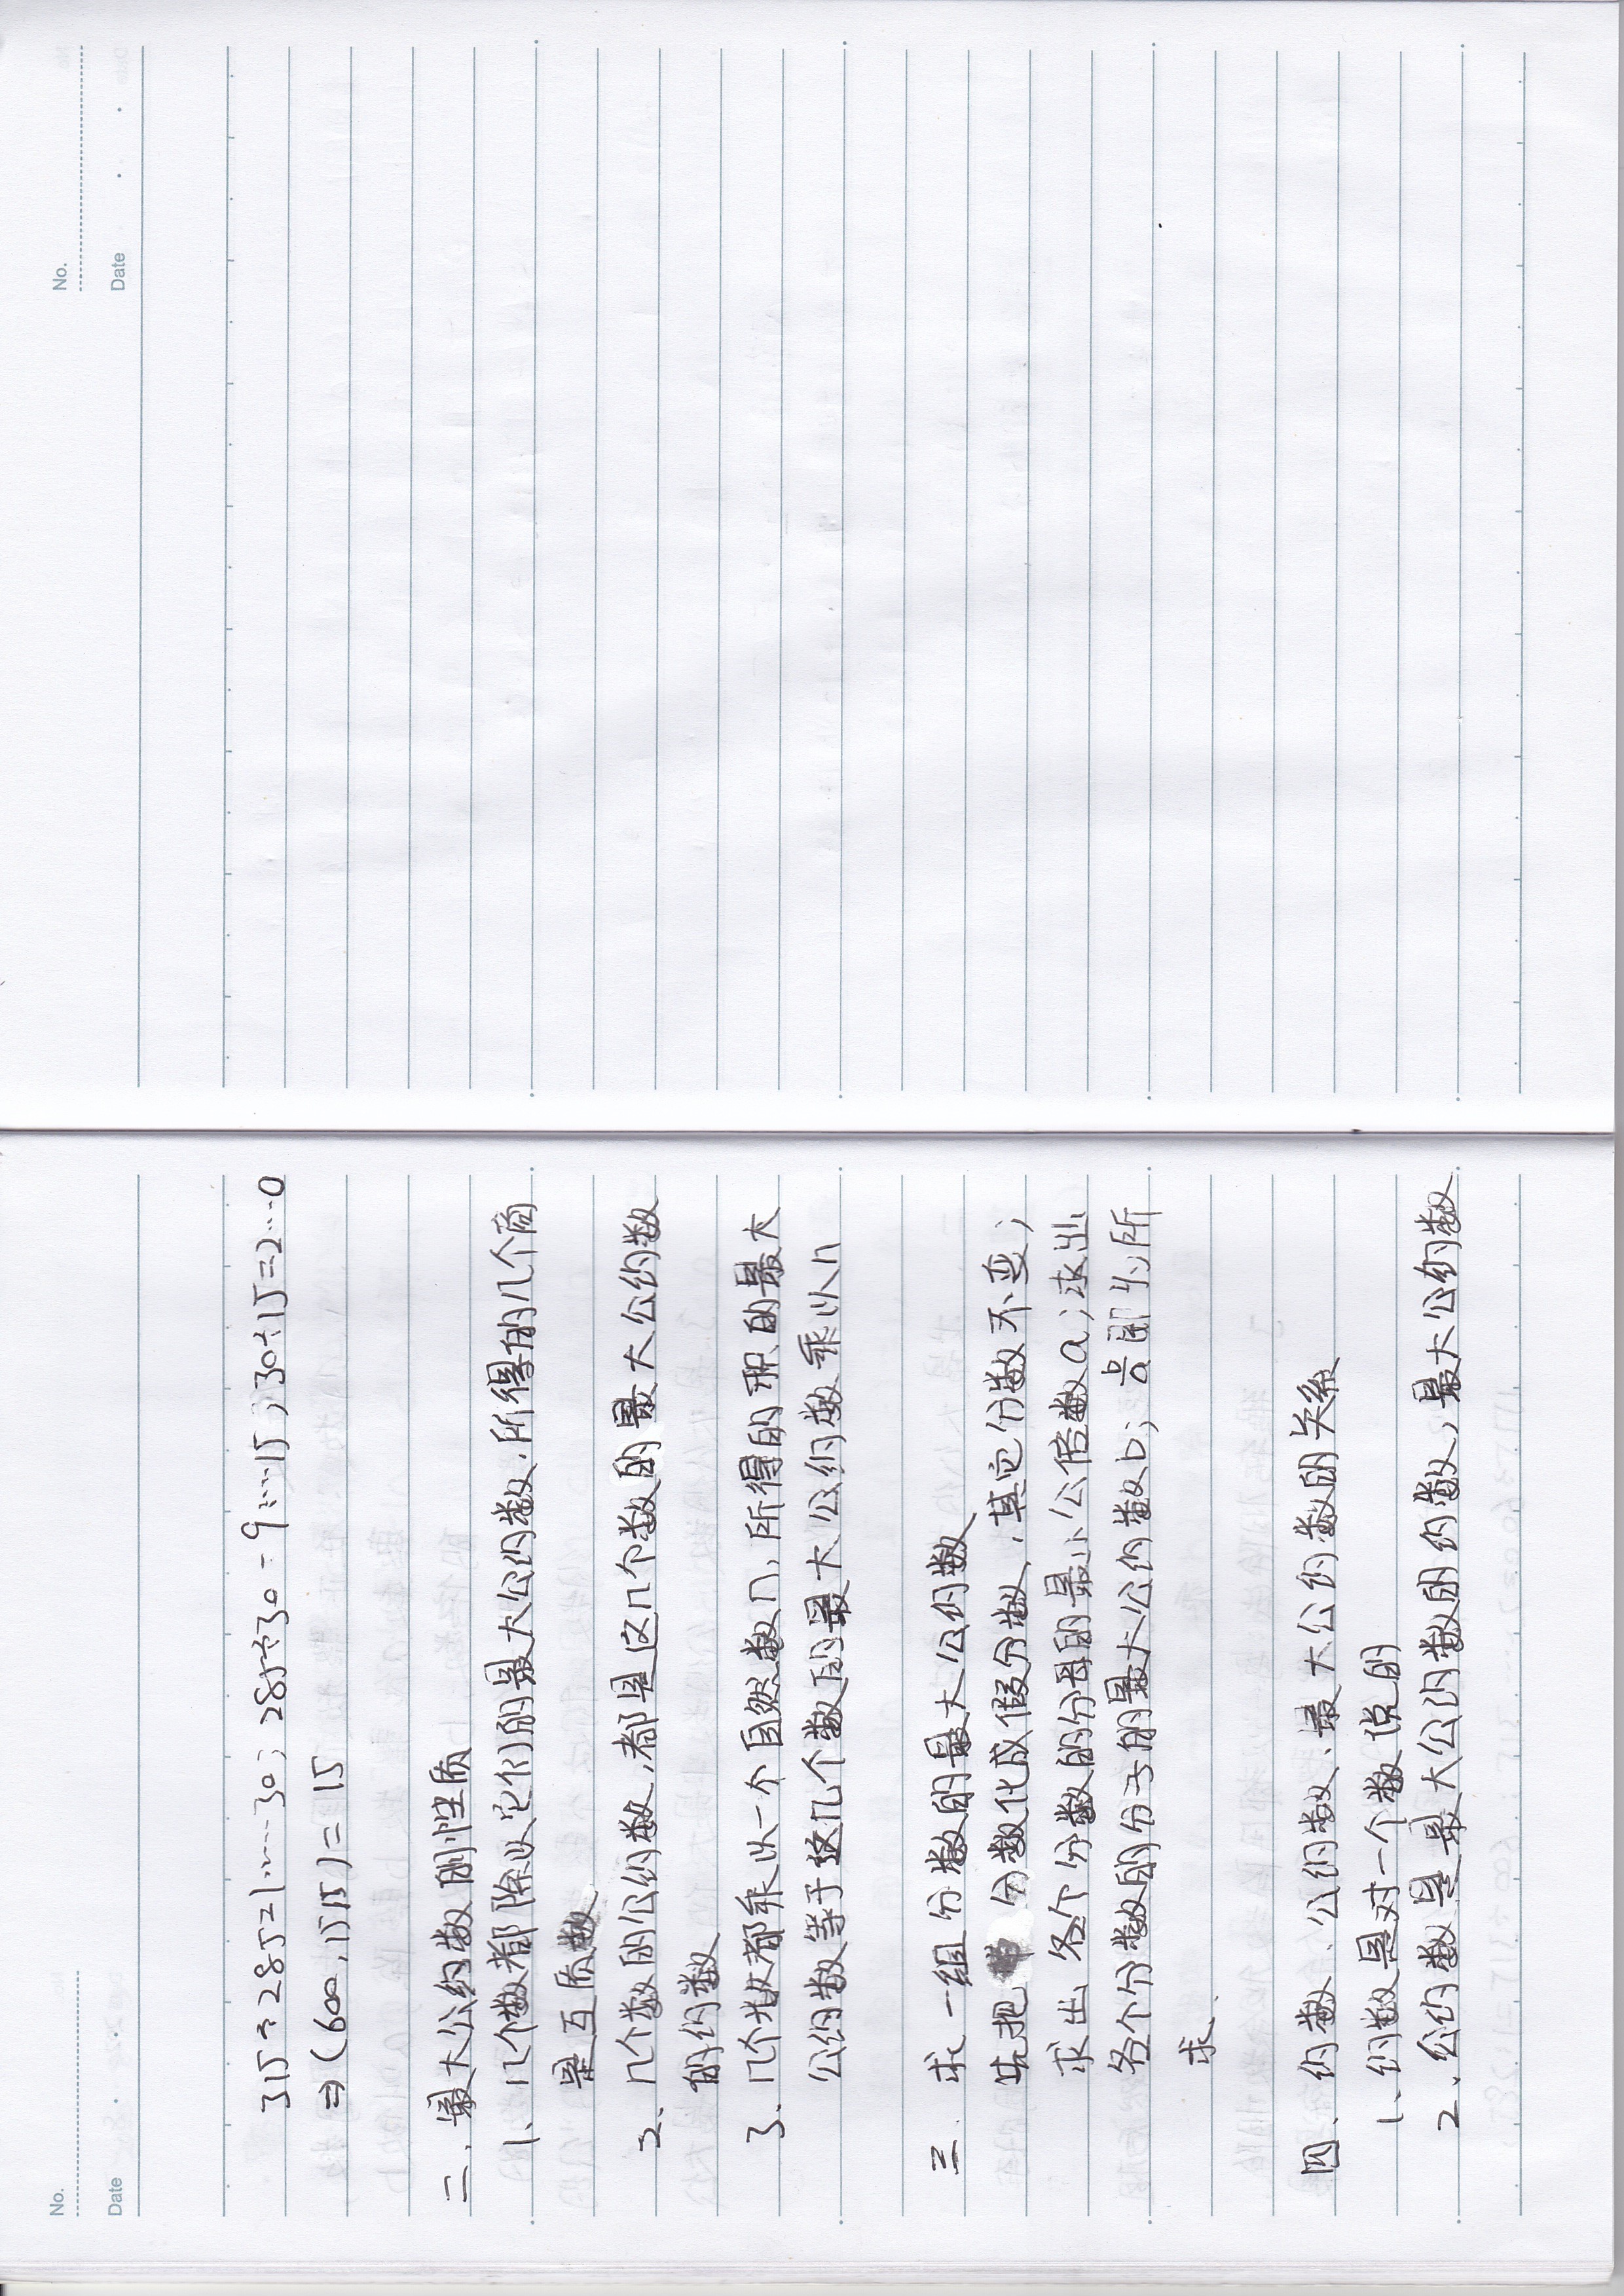 No.
Date
315÷285=1……30; 285÷30=9……15; 30÷15=2…0
⇒(600,1515)=15
二、最大公约数的性质
1、几个数都除以它们的最大公约数,所得的几个商
是互质数
2、几个数的公约数,都是这几个数的最大公约数
的约数
3、几个数都乘以一个自然数n,所得的积的最大
公约数等于这几个数的最大公约数乘以n
三、求一组分数的最大公约数
先把 分数化成假分数,其它分数不变;
求出各个分数的分母的最小公倍数a;求出
各个分数的分子的最大公约数b; 即为所
求.
四、约数、公约数、最大公约数的关系
1、约数是对一个数说的
2、公约数是最大公约数的约数,最大公约数
No.
Date